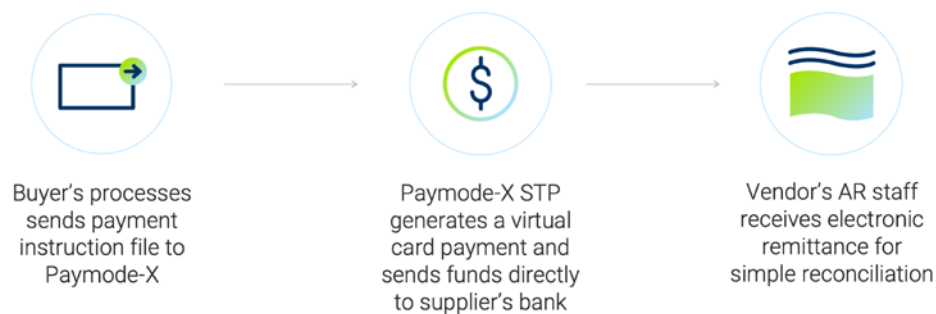 $
Buyer's processes
sends payment
instruction file to
Paymode-X
Paymode-X STP
generates a virtual
card payment and
sends funds directly
to supplier's bank
Vendor's AR staff
receives electronic
remittance for
simple reconciliation